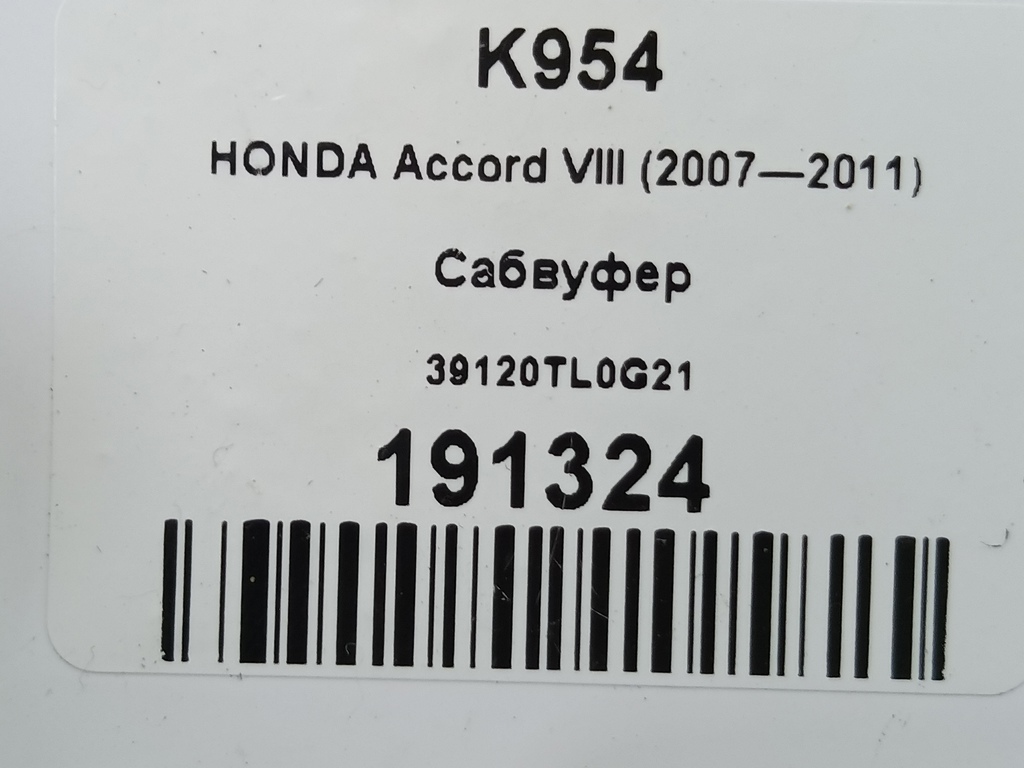 K954
HONDA Accord VIII (2007—2011)
Сабвуфер
39120TL0G21
191324